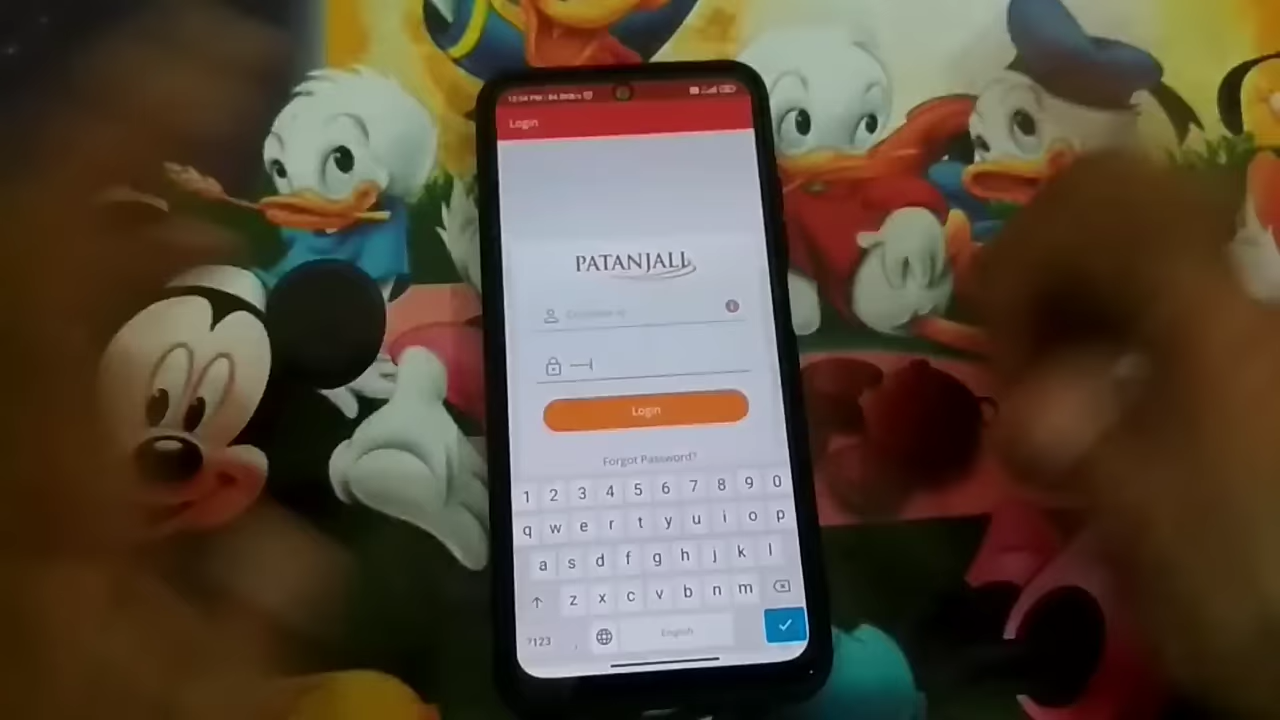 Login
PATANJALI
Login
Forgot Password?
1 2 3 4 5 6 7 8 9 0
q w e r t y u i o p
a s d f g h j k l
z x c v b n m
?123 , English